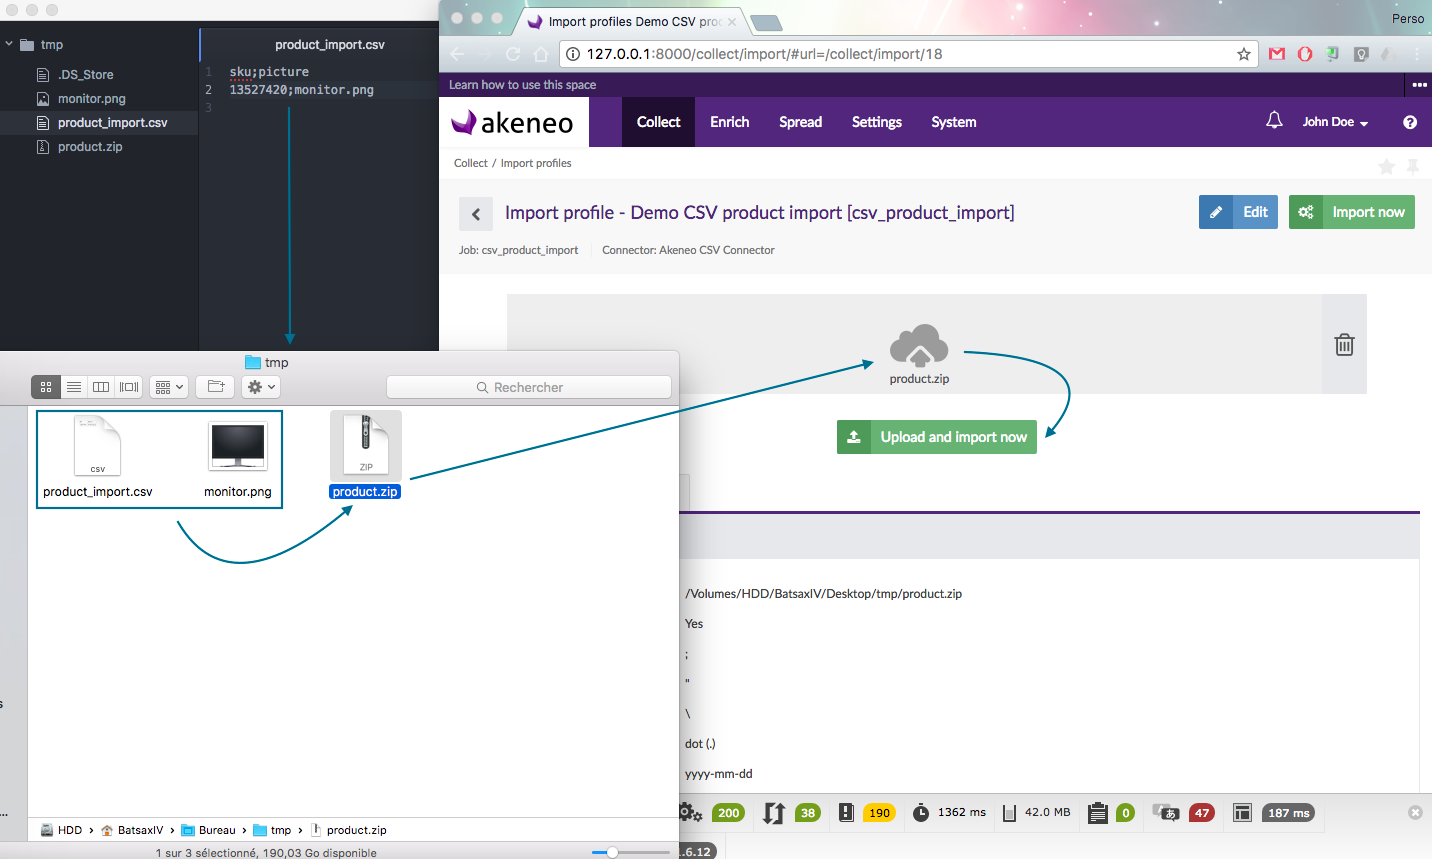 tmp
.DS_Store
monitor.png
product_import.csv
product.zip
product_import.csv
1 sku;picture
2 13527420;monitor.png
3
Import profiles Demo CSV proc
Perso
127.0.0.1:8000/collect/import/#url=/collect/import/18
Learn how to use this space
akeneo
Collect Enrich Spread Settings System
John Doe
Collect / Import profiles
Import profile - Demo CSV product import [csv_product_import]
Edit
Import now
Job: csv_product_import
Connector: Akeneo CSV Connector
product.zip
Upload and import now
tmp
Rechercher
csv
product_import.csv
monitor.png
ZIP
product.zip
/Volumes/HDD/BatsaxIV/Desktop/tmp/product.zip
Yes
;
"
\
dot (.)
yyyy-mm-dd
HDD › BatsaxIV › Bureau › tmp › product.zip
1 sur 3 sélectionné, 190,03 Go disponible
200 38 190 1362 ms 42.0 MB 0 47 187 ms
.6.12